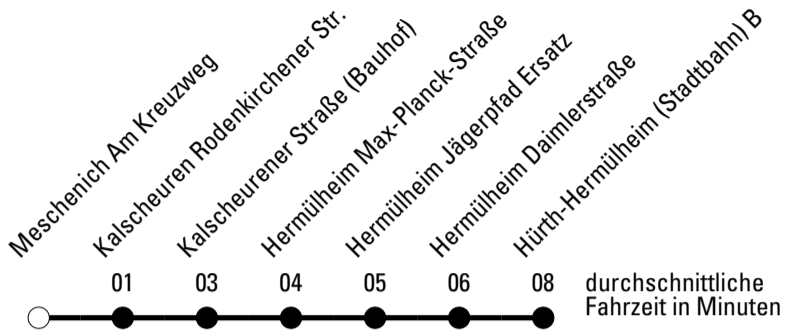 Meschenich Am Kreuzweg
Kalscheuren Rodenkirchener Str.
Kalscheurener Straße (Bauhof)
Hermülheim Max-Planck-Straße
Hermülheim Jägerpfad Ersatz
Hermülheim Daimlerstraße
Hürth-Hermülheim (Stadtbahn) B
01 03 04 05 06 08
durchschnittliche
Fahrzeit in Minuten